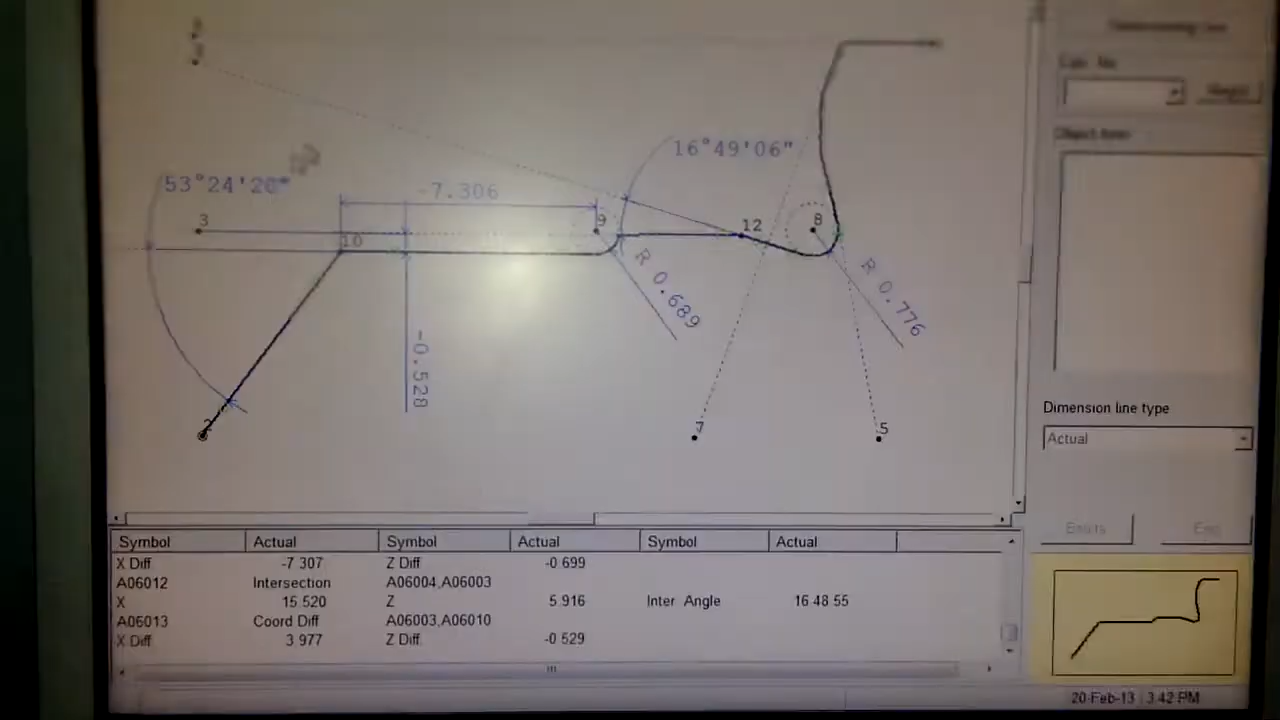 16°49'06"
53°24'20"
-7.306
3
9
12
8
10
R 0.689
R 0.776
-0.528
2
7
5
Dimension line type
Actual
Symbol Actual Symbol Actual Symbol Actual
X Diff -7 307 Z Diff -0 699
A06012 Intersection A06004,A06003
X 15 520 Z 5 916 Inter Angle 16 48 55
A06013 Coord Diff A06003,A06010
X Diff 3 977 Z Diff -0 529
20-Feb-13 3:42 PM